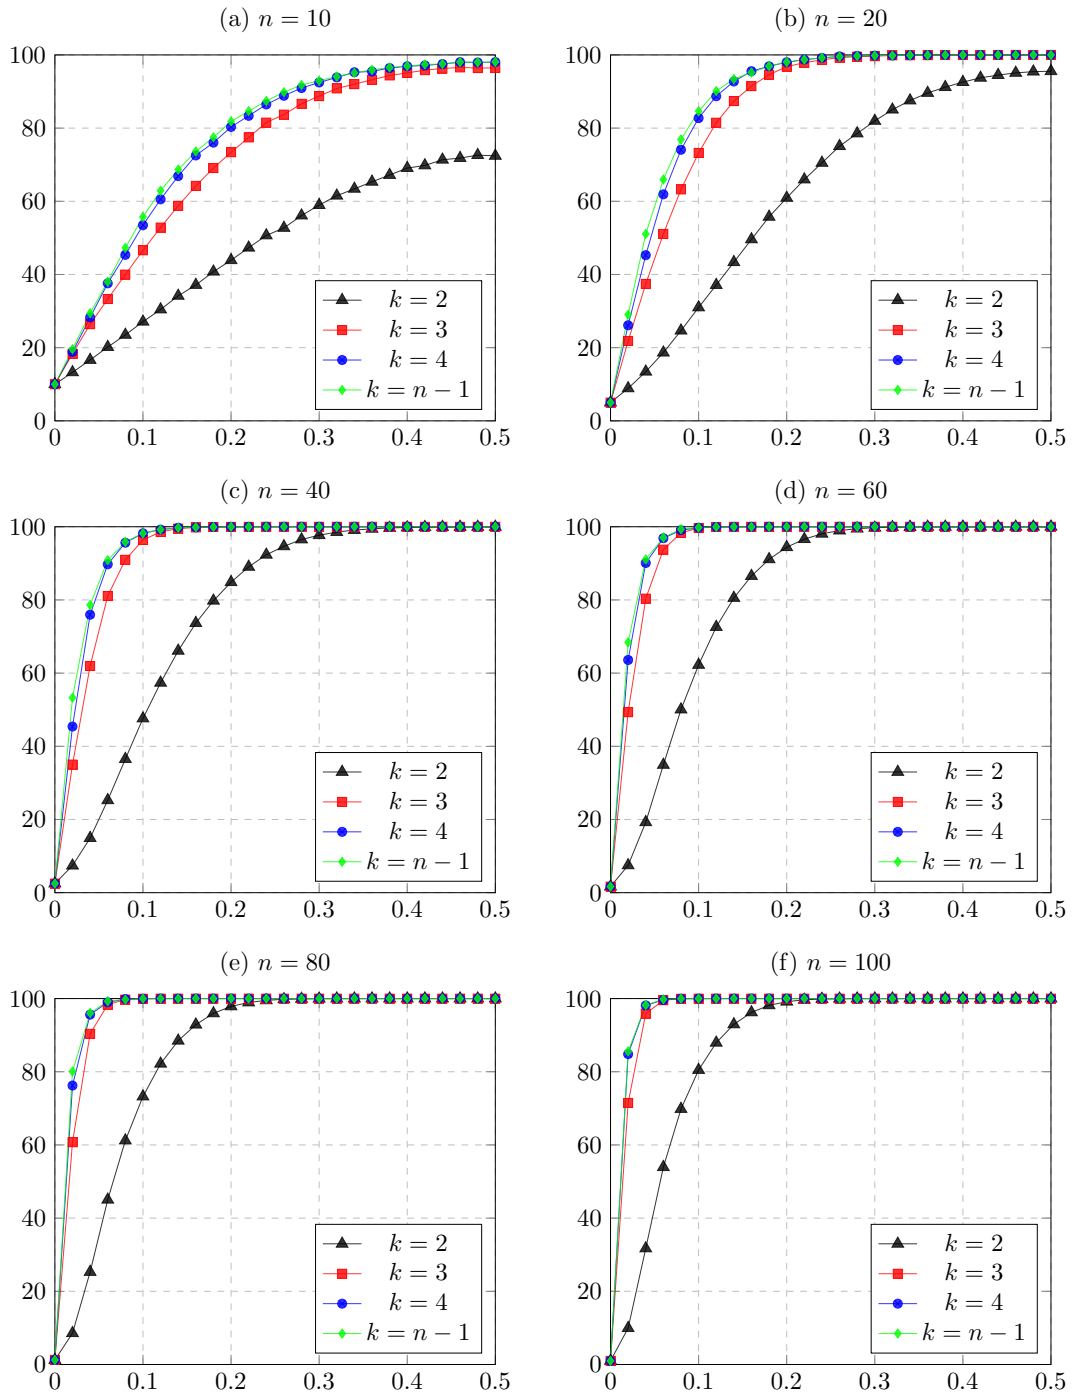 (a) n = 10
100
80
60
40
20
0
0 0.1 0.2 0.3 0.4 0.5
k = 2
k = 3
k = 4
k = n − 1
(b) n = 20
100
80
60
40
20
0
0 0.1 0.2 0.3 0.4 0.5
k = 2
k = 3
k = 4
k = n − 1
(c) n = 40
100
80
60
40
20
0
0 0.1 0.2 0.3 0.4 0.5
k = 2
k = 3
k = 4
k = n − 1
(d) n = 60
100
80
60
40
20
0
0 0.1 0.2 0.3 0.4 0.5
k = 2
k = 3
k = 4
k = n − 1
(e) n = 80
100
80
60
40
20
0
0 0.1 0.2 0.3 0.4 0.5
k = 2
k = 3
k = 4
k = n − 1
(f) n = 100
100
80
60
40
20
0
0 0.1 0.2 0.3 0.4 0.5
k = 2
k = 3
k = 4
k = n − 1